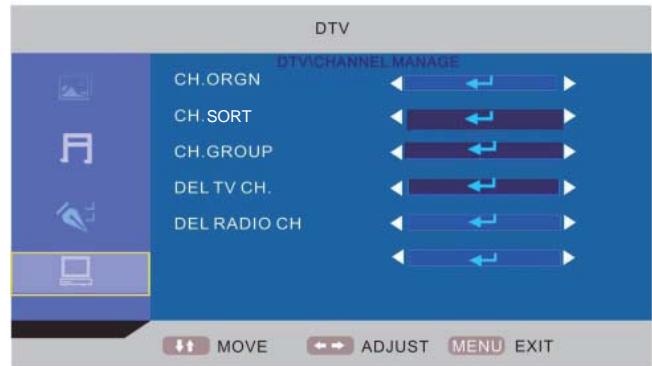 DTV
DTV\CHANNEL MANAGE
CH.ORGN
CH.SORT
CH.GROUP
DEL TV CH.
DEL RADIO CH
MOVE ADJUST MENU EXIT